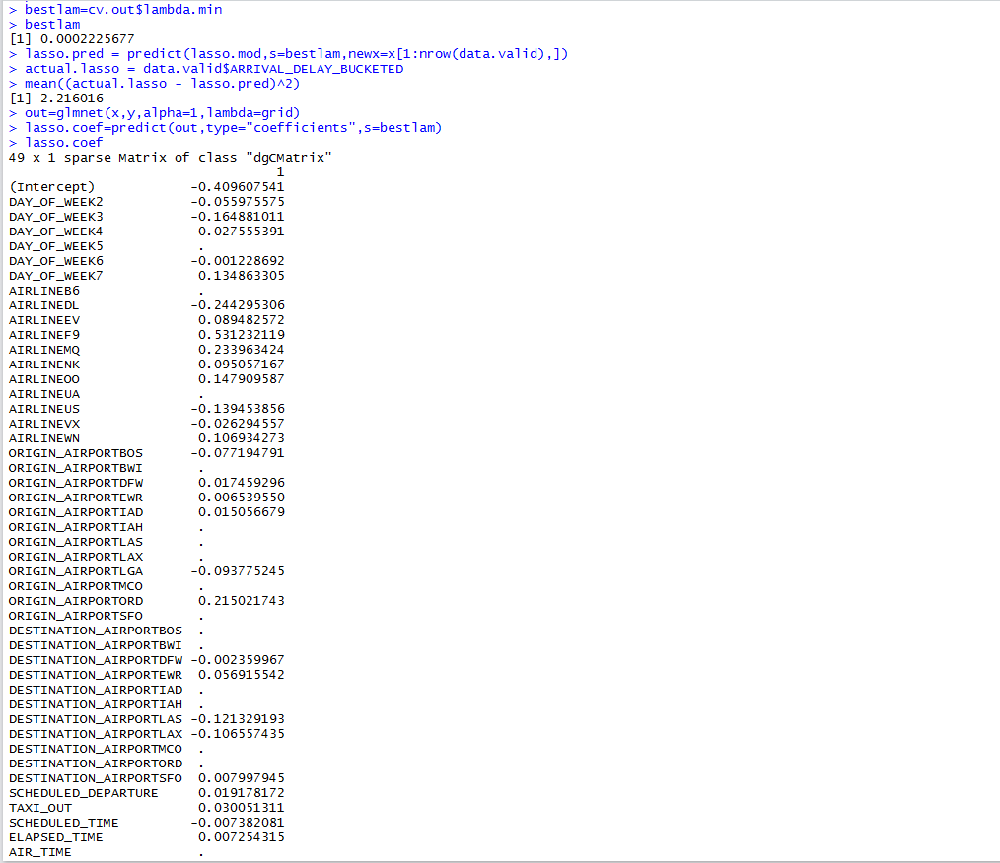 > bestlam=cv.out$lambda.min
> bestlam
[1] 0.0002225677
> lasso.pred = predict(lasso.mod,s=bestlam,newx=x[1:nrow(data.valid),])
> actual.lasso = data.valid$ARRIVAL_DELAY_BUCKETED
> mean((actual.lasso - lasso.pred)^2)
[1] 2.216016
> out=glmnet(x,y,alpha=1,lambda=grid)
> lasso.coef=predict(out,type="coefficients",s=bestlam)
> lasso.coef
49 x 1 sparse Matrix of class "dgCMatrix"
1
(Intercept) -0.409607541
DAY_OF_WEEK2 -0.055975575
DAY_OF_WEEK3 -0.164881011
DAY_OF_WEEK4 -0.027555391
DAY_OF_WEEK5 .
DAY_OF_WEEK6 -0.001228692
DAY_OF_WEEK7 0.134863305
AIRLINEB6 .
AIRLINEDL -0.244295306
AIRLINEEV 0.089482572
AIRLINEF9 0.531232119
AIRLINEMQ 0.233963424
AIRLINENK 0.095057167
AIRLINEOO 0.147909587
AIRLINEUA .
AIRLINEUS -0.139453856
AIRLINEVX -0.026294557
AIRLINEWN 0.106934273
ORIGIN_AIRPORTBOS -0.077194791
ORIGIN_AIRPORTBWI .
ORIGIN_AIRPORTDFW 0.017459296
ORIGIN_AIRPORTEWR -0.006539550
ORIGIN_AIRPORTIAD 0.015056679
ORIGIN_AIRPORTIAH .
ORIGIN_AIRPORTLAS .
ORIGIN_AIRPORTLAX .
ORIGIN_AIRPORTLGA -0.093775245
ORIGIN_AIRPORTMCO .
ORIGIN_AIRPORTORD 0.215021743
ORIGIN_AIRPORTSFO .
DESTINATION_AIRPORTBOS .
DESTINATION_AIRPORTBWI .
DESTINATION_AIRPORTDFW -0.002359967
DESTINATION_AIRPORTEWR 0.056915542
DESTINATION_AIRPORTIAD .
DESTINATION_AIRPORTIAH .
DESTINATION_AIRPORTLAS -0.121329193
DESTINATION_AIRPORTLAX -0.106557435
DESTINATION_AIRPORTMCO .
DESTINATION_AIRPORTORD .
DESTINATION_AIRPORTSFO 0.007997945
SCHEDULED_DEPARTURE 0.019178172
TAXI_OUT 0.030051311
SCHEDULED_TIME -0.007382081
ELAPSED_TIME 0.007254315
AIR_TIME .